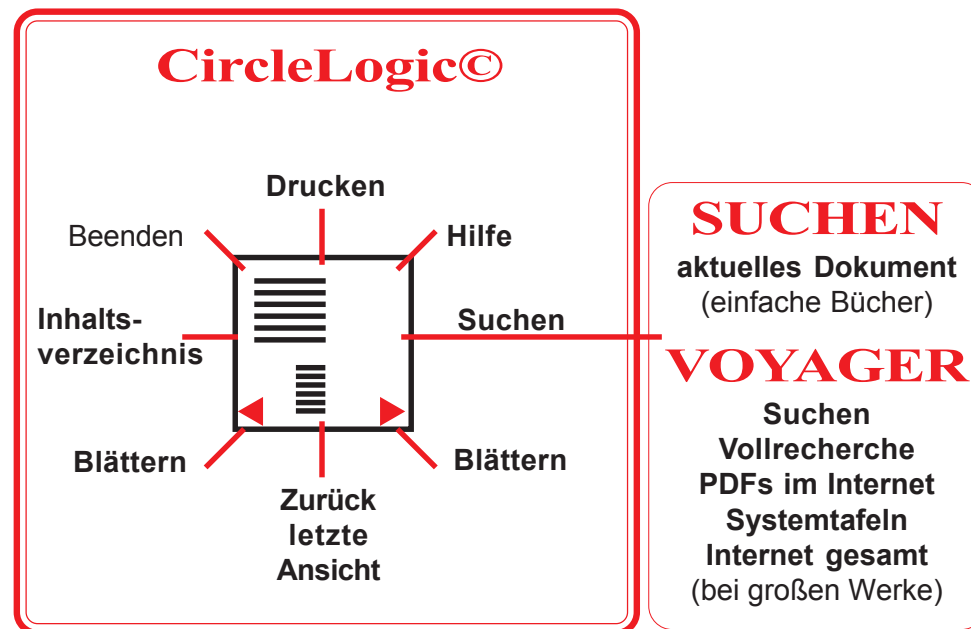 CircleLogic©
Drucken
Beenden
Hilfe
Inhalts-
verzeichnis
Suchen
Blättern
Blättern
Zurück
letzte
Ansicht
SUCHEN
aktuelles Dokument
(einfache Bücher)
VOYAGER
Suchen
Vollrecherche
PDFs im Internet
Systemtafeln
Internet gesamt
(bei großen Werke)